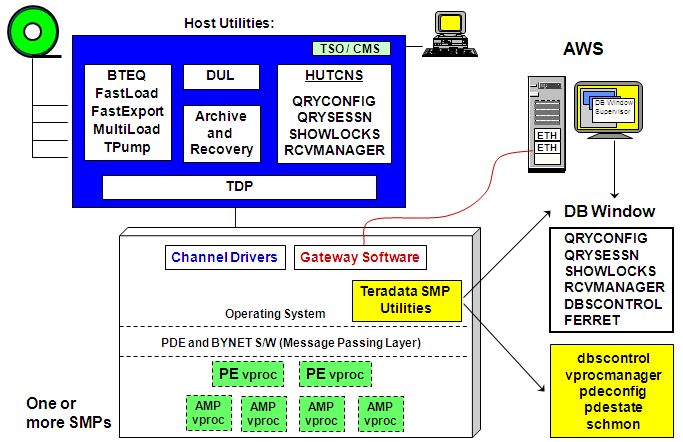 Host Utilities:
TSO / CMS
BTEQ
FastLoad
FastExport
MultiLoad
TPump
DUL
Archive
and
Recovery
HUTCNS
QRYCONFIG
QRYSESSN
SHOWLOCKS
RCVMANAGER
TDP
AWS
DB Window
Supervisor
ETH
ETH
DB Window
QRYCONFIG
QRYSESSN
SHOWLOCKS
RCVMANAGER
DBSCONTROL
FERRET
Channel Drivers
Gateway Software
Teradata SMP
Utilities
Operating System
PDE and BYNET S/W (Message Passing Layer)
PE vproc
PE vproc
AMP
vproc
AMP
vproc
AMP
vproc
AMP
vproc
One or
more SMPs
dbscontrol
vprocmanager
pdeconfig
pdestate
schmon